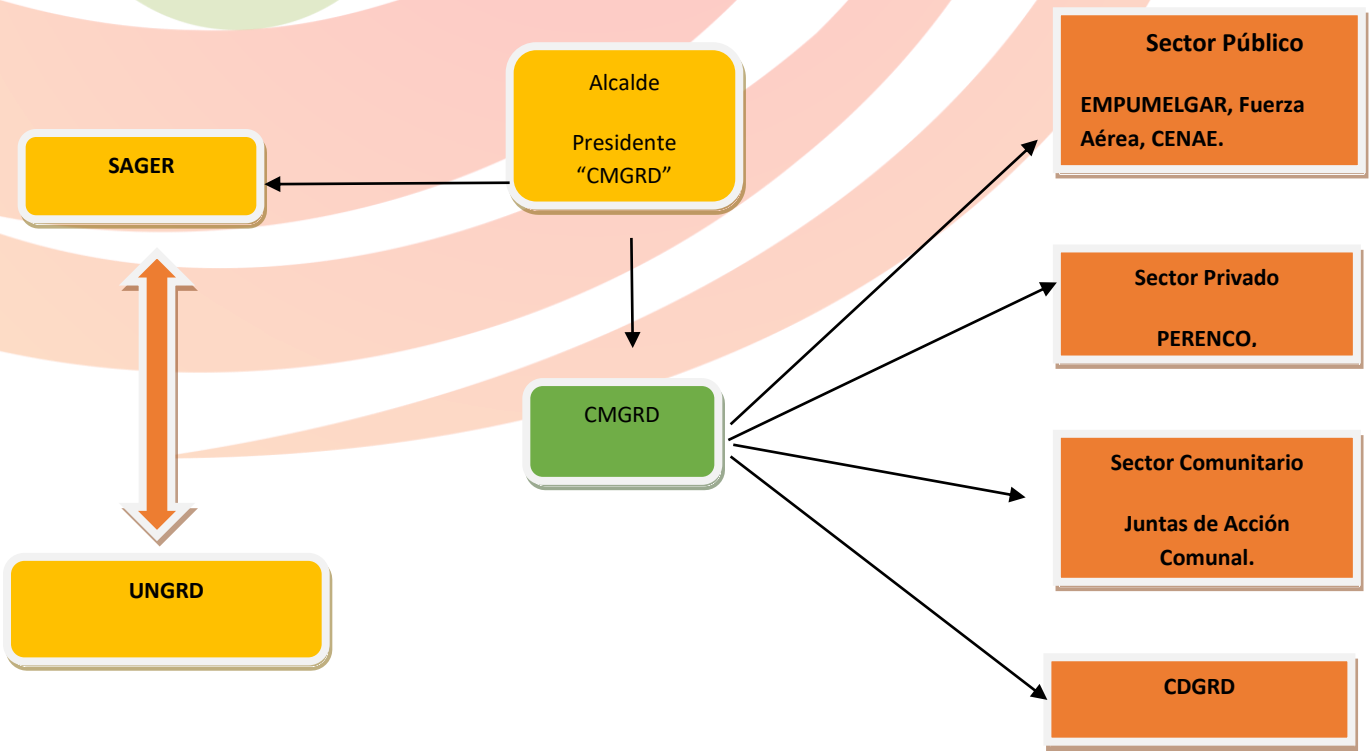 Alcalde
Presidente
“CMGRD”
SAGER
UNGRD
CMGRD
Sector Público
EMPUMELGAR, Fuerza
Aérea, CENAE.
Sector Privado
PERENCO.
Sector Comunitario
Juntas de Acción
Comunal.
CDGRD